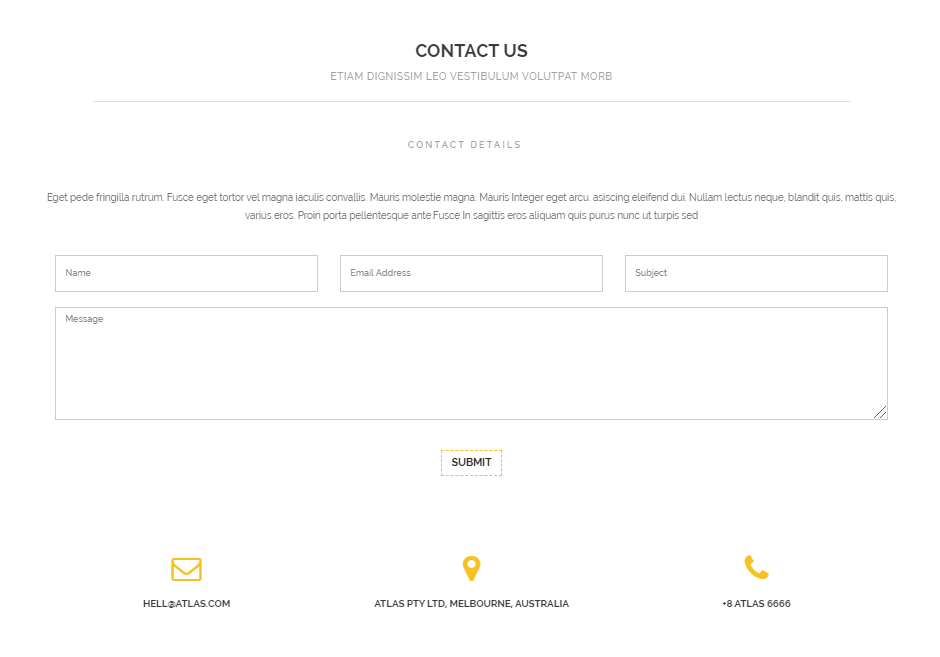 CONTACT US
ETIAM DIGNISSIM LEO VESTIBULUM VOLUTPAT MORB
CONTACT DETAILS
Eget pede fringilla rutrum. Fusce eget tortor vel magna iaculis convallis. Mauris molestie magna. Mauris Integer eget arcu. asiscing eleifend dui. Nullam lectus neque, blandit quis, mattis quis,
varius eros. Proin porta pellentesque ante.Fusce In sagittis eros aliquam quis purus nunc ut turpis sed
Name
Email Address
Subject
Message
SUBMIT
HELL@ATLAS.COM
ATLAS PTY LTD, MELBOURNE, AUSTRALIA
+8 ATLAS 6666